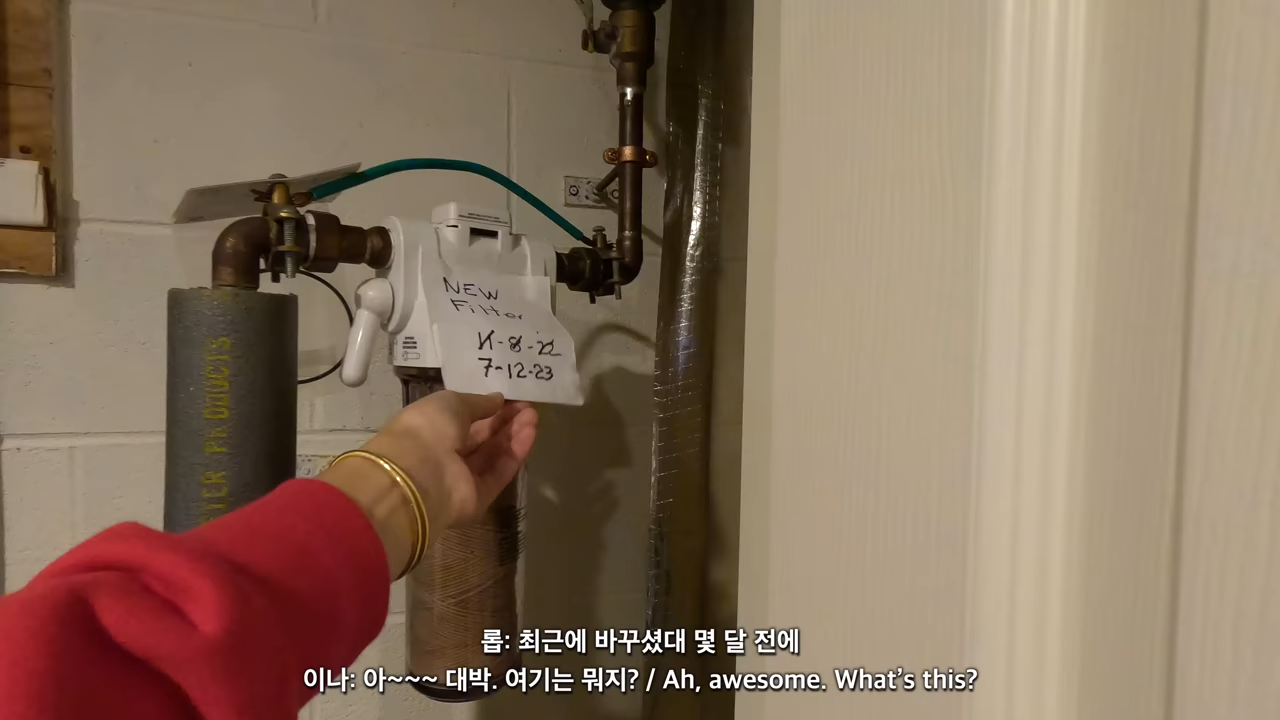 NEW
Filter
11-8-22
7-12-23
롭: 최근에 바꾸셨대 몇 달 전에
이나: 아~~~ 대박. 여기는 뭐지? / Ah, awesome. What's this?